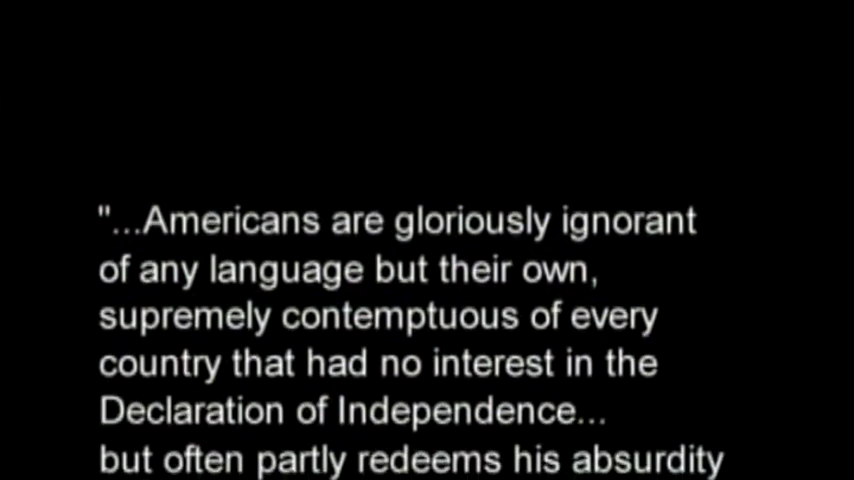 "...Americans are gloriously ignorant
of any language but their own,
supremely contemptuous of every
country that had no interest in the
Declaration of Independence...
but often partly redeems his absurdity